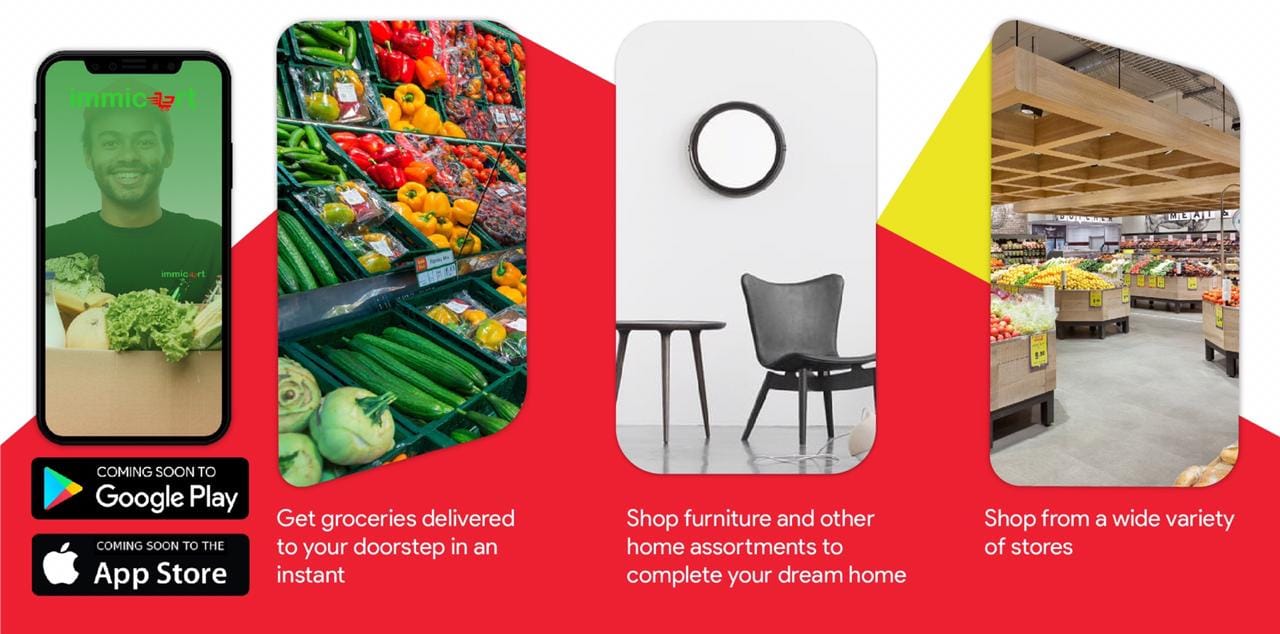 immicart
immicart
COMING SOON TO
Google Play
COMING SOON TO THE
App Store
Get groceries delivered
to your doorstep in an
instant
Shop furniture and other
home assortments to
complete your dream home
MEATS
Shop from a wide variety
of stores